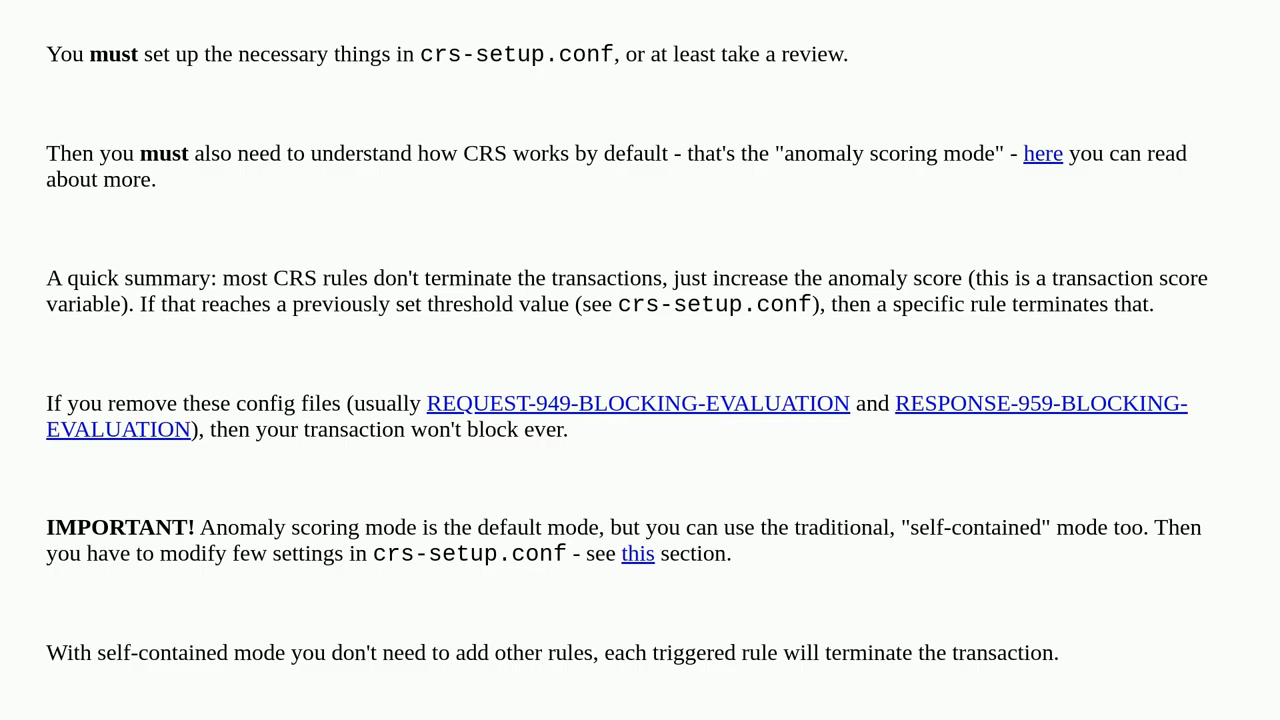 You must set up the necessary things in crs-setup.conf, or at least take a review.
Then you must also need to understand how CRS works by default - that's the "anomaly scoring mode" - here you can read
about more.
A quick summary: most CRS rules don't terminate the transactions, just increase the anomaly score (this is a transaction score
variable). If that reaches a previously set threshold value (see crs-setup.conf), then a specific rule terminates that.
If you remove these config files (usually REQUEST-949-BLOCKING-EVALUATION and RESPONSE-959-BLOCKING-
EVALUATION), then your transaction won't block ever.
IMPORTANT! Anomaly scoring mode is the default mode, but you can use the traditional, "self-contained" mode too. Then
you have to modify few settings in crs-setup.conf - see this section.
With self-contained mode you don't need to add other rules, each triggered rule will terminate the transaction.